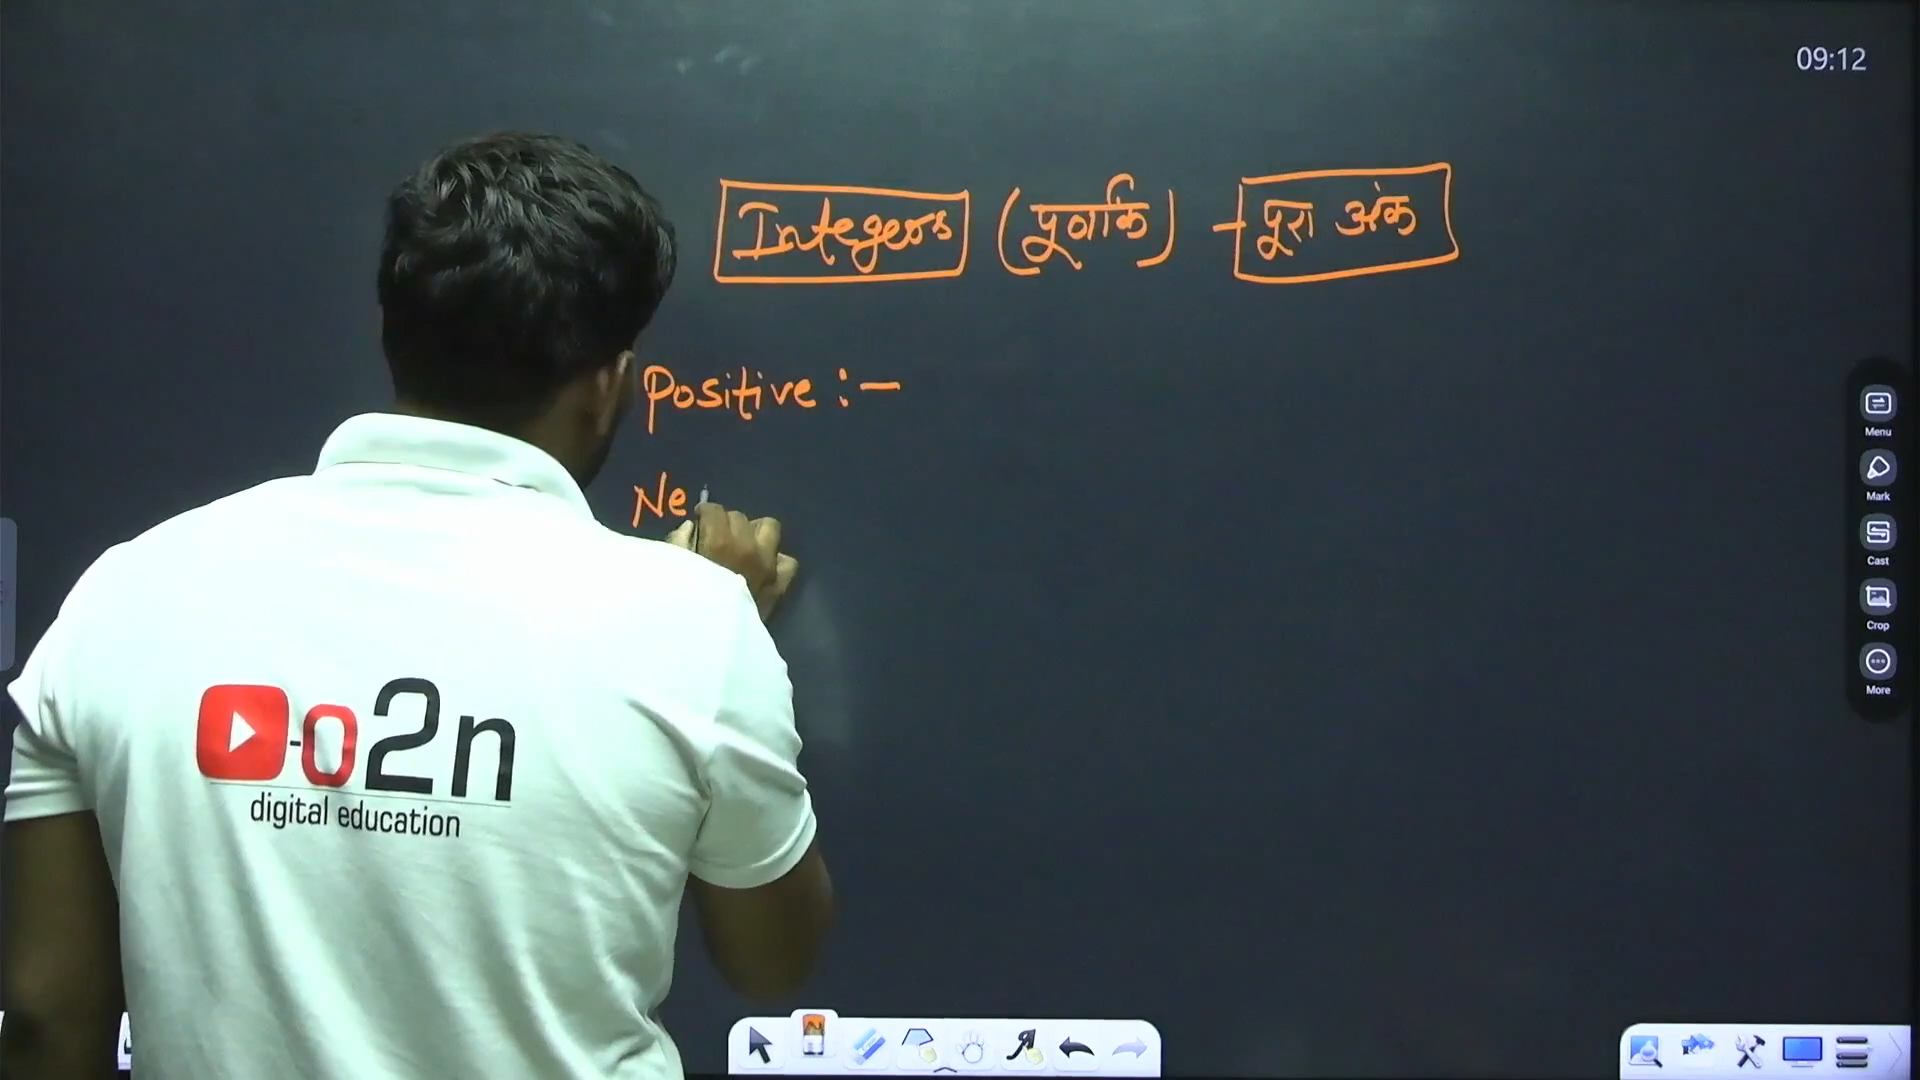 09:12
Integers (पूर्णांक) - पूरा अंक
Positive :-
Ne
Menu
Mark
Cast
Crop
More
-o2n
digital education